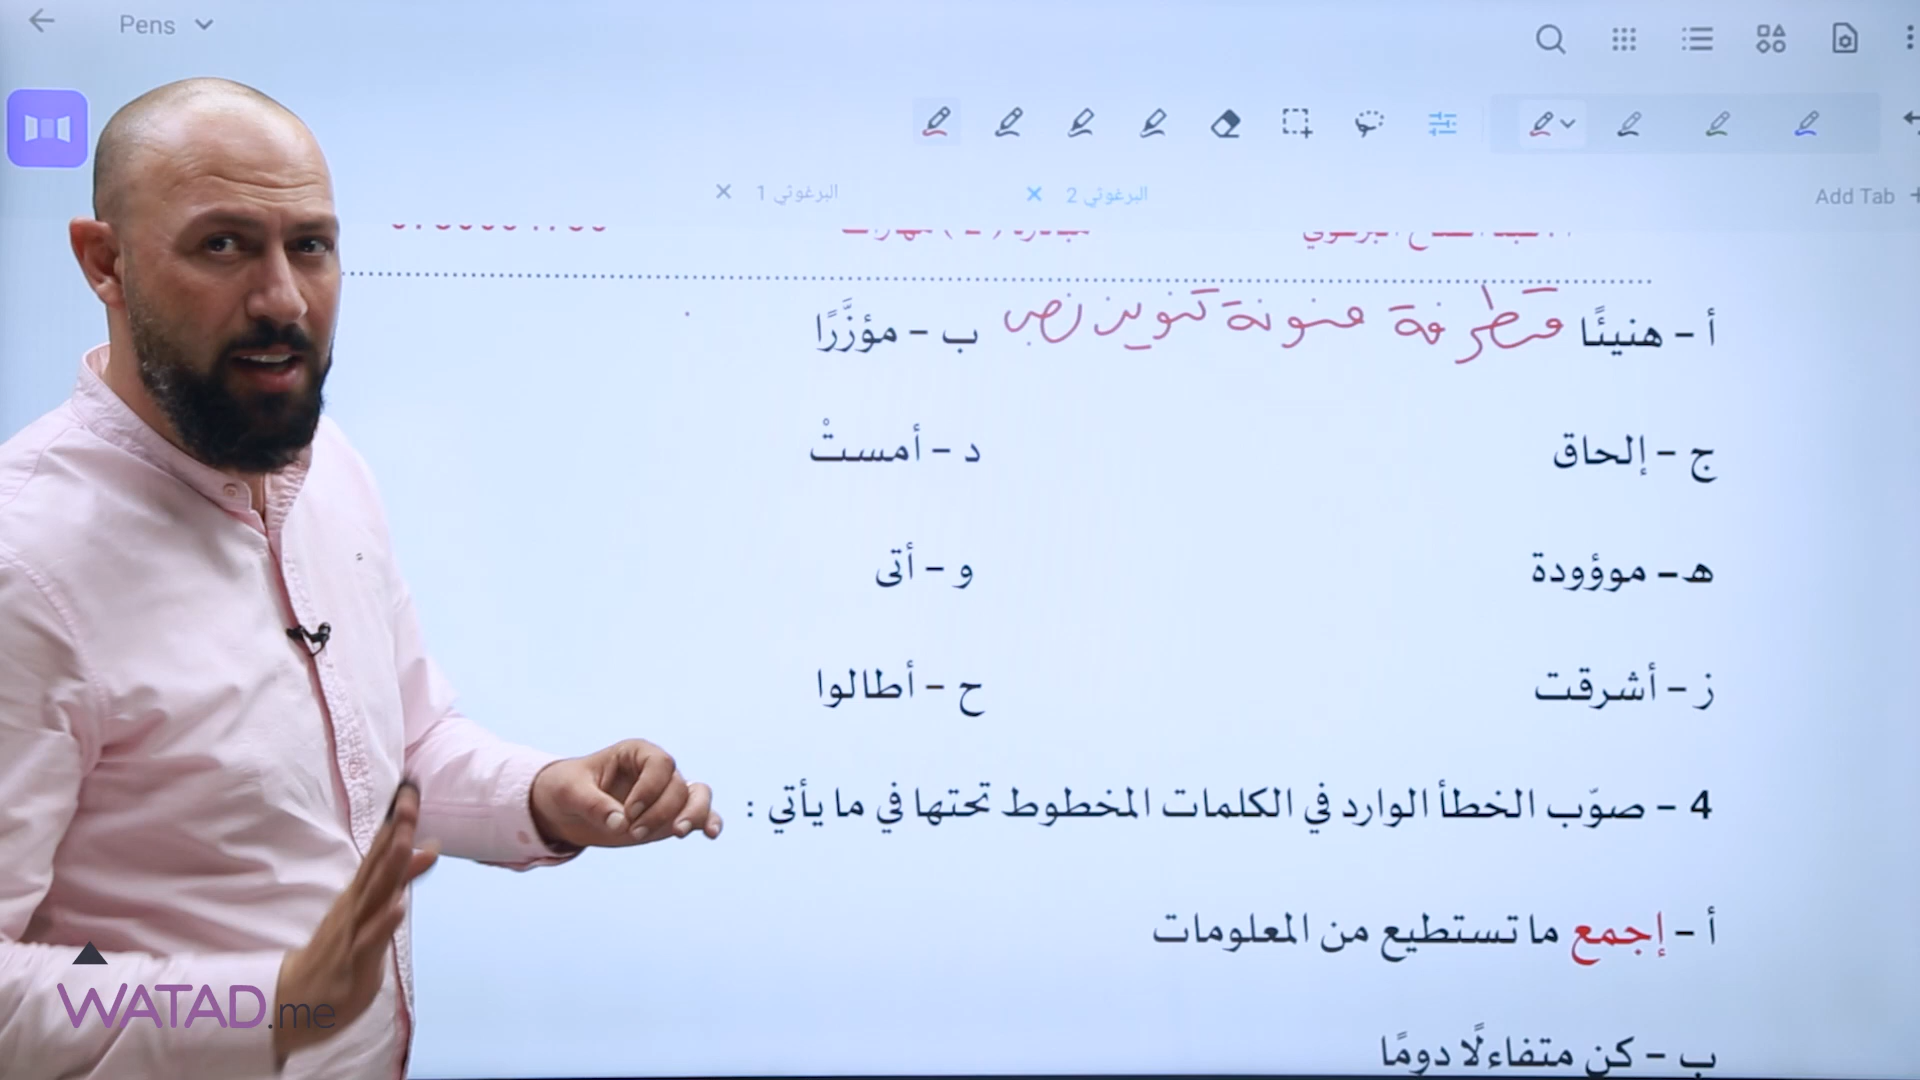 Pens
البرغوثي 1
البرغوثي 2
Add Tab
أ - هنيئًا متطرفة منونة تنوين نصب ب - مؤزَّرًا
ج - إلحاق د - أمستْ
هـ - موؤودة و - أتى
ز - أشرقت ح - أطالوا
4 - صوّب الخطأ الوارد في الكلمات المخطوط تحتها في ما يأتي :
أ - إجمع ما تستطيع من المعلومات
ب - كن متفاءلًا دومًا
WATAD.me